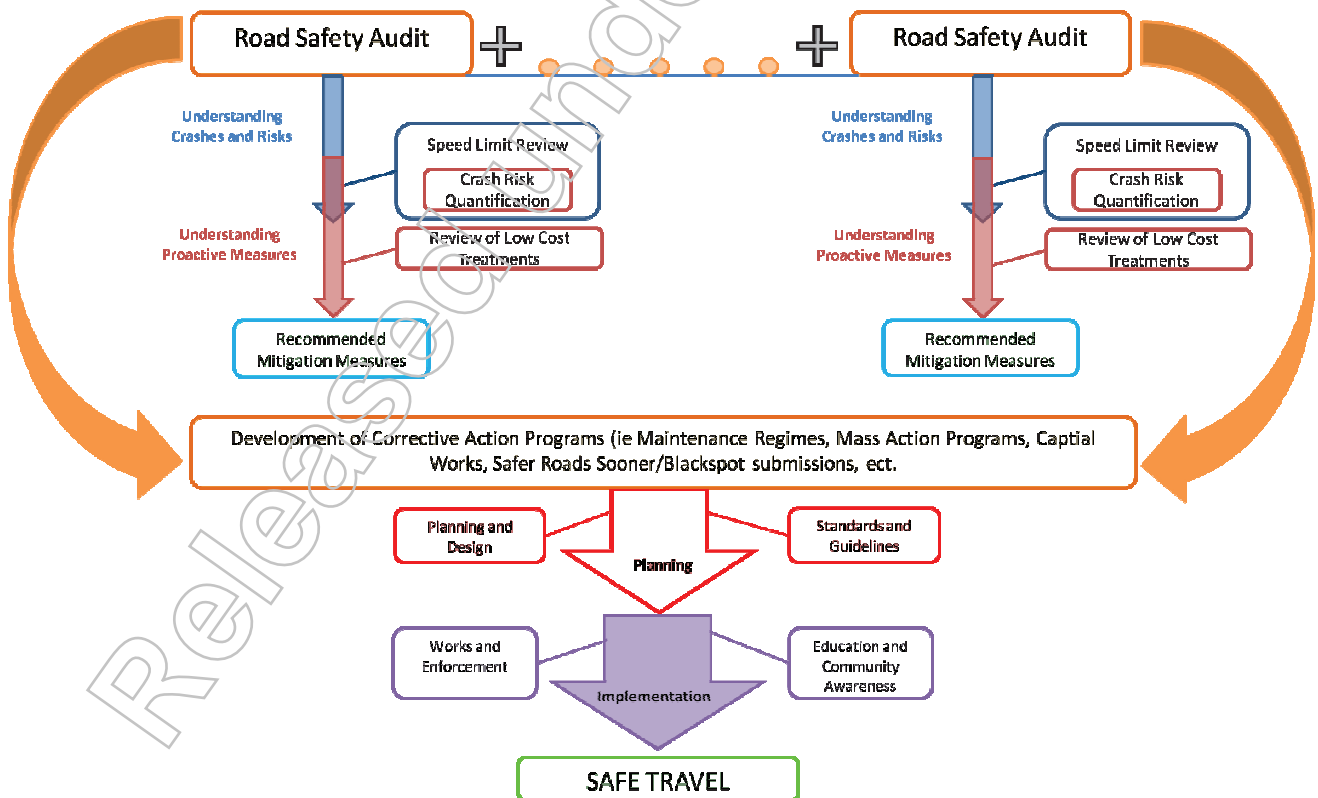 Road Safety Audit
Road Safety Audit
Understanding
Crashes and Risks
Speed Limit Review
Crash Risk
Quantification
Understanding
Proactive Measures
Review of Low Cost
Treatments
Recommended
Mitigation Measures
Understanding
Crashes and Risks
Speed Limit Review
Crash Risk
Quantification
Understanding
Proactive Measures
Review of Low Cost
Treatments
Recommended
Mitigation Measures
Development of Corrective Action Programs (ie Maintenance Regimes, Mass Action Programs, Captial
Works, Safer Roads Sooner/Blackspot submissions, ect.
Planning and
Design
Standards and
Guidelines
Planning
Works and
Enforcement
Education and
Community
Awareness
Implementation
SAFE TRAVEL
Released unde